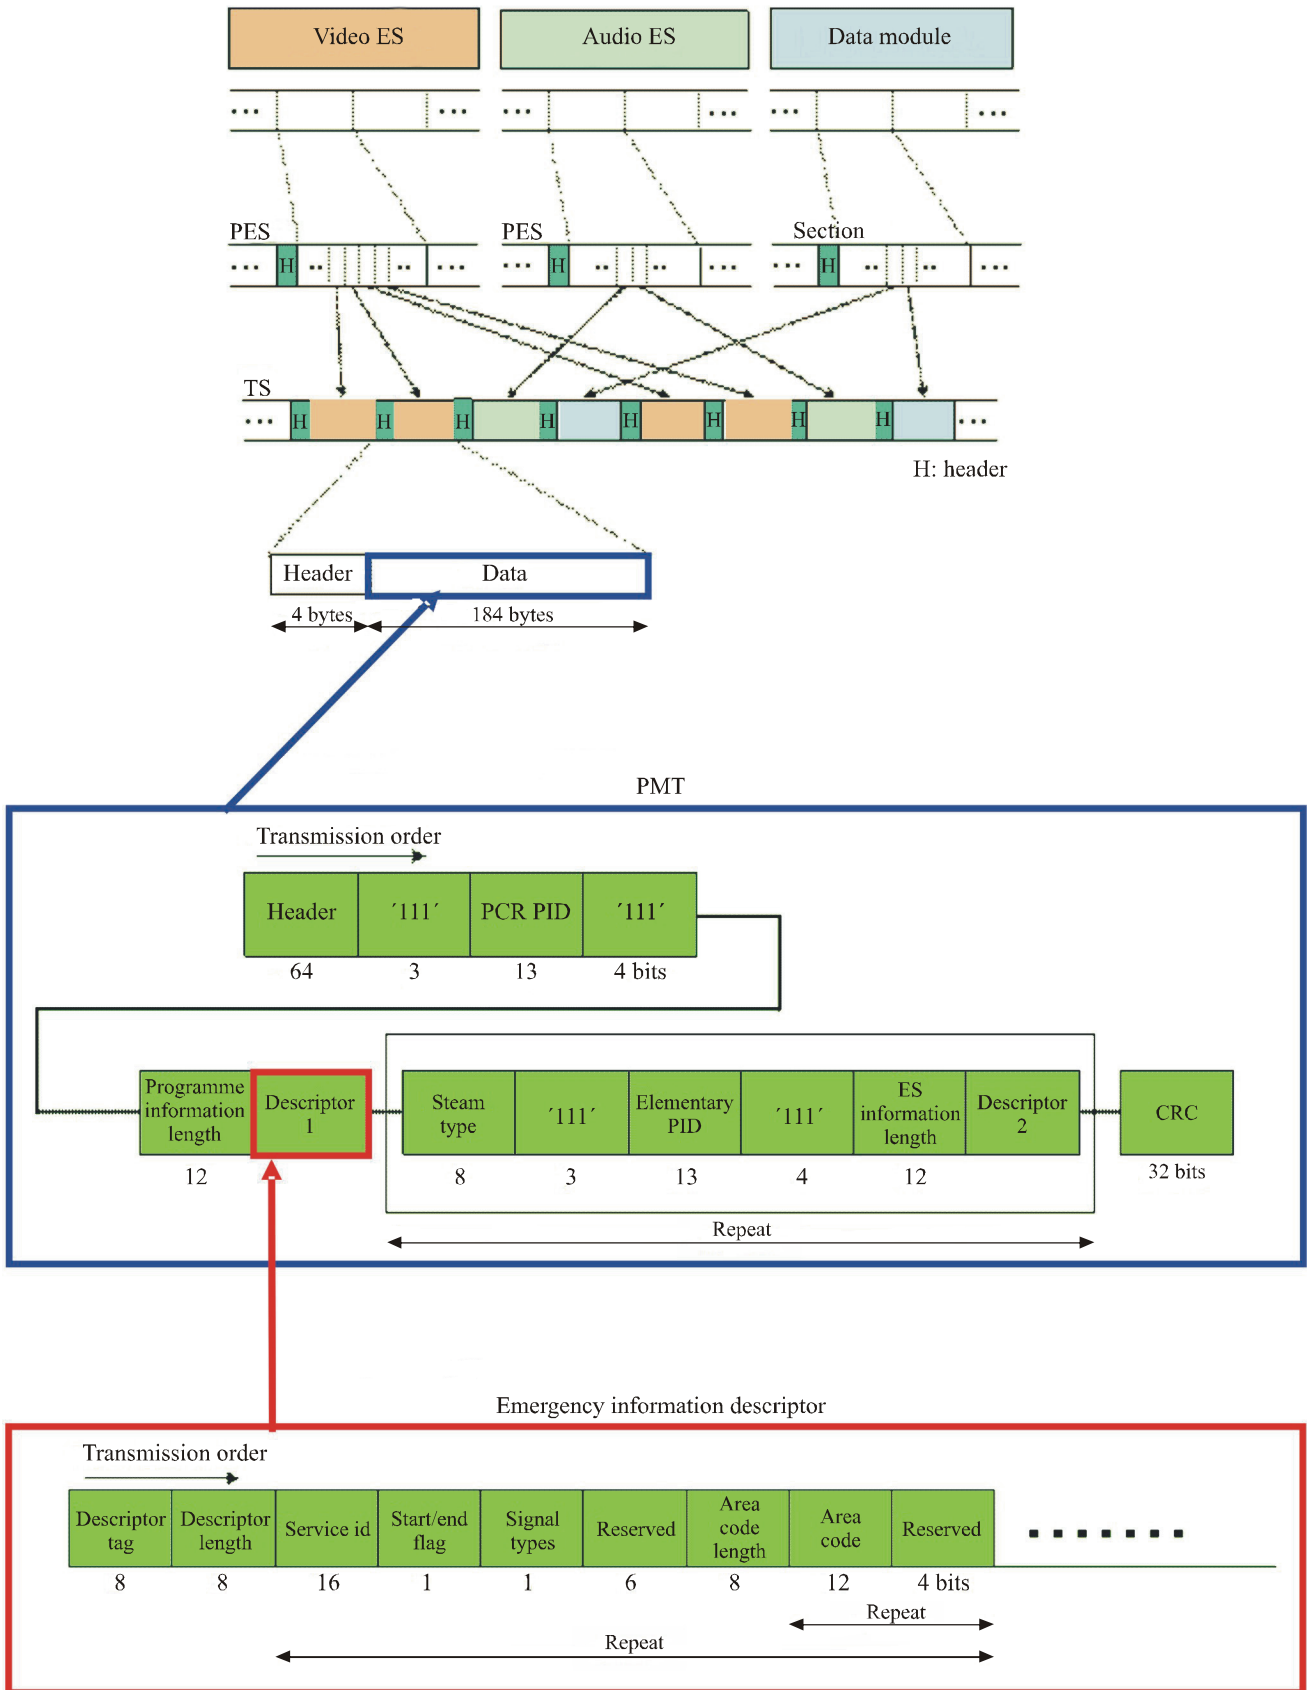 Video ES
Audio ES
Data module
PES
PES
Section
H
H
H
TS
H
H
H
H
H
H
H
H
H: header
Header
Data
4 bytes
184 bytes
PMT
Transmission order
Header
´111´
PCR PID
´111´
64
3
13
4 bits
Programme
information
length
Descriptor
1
Steam
type
´111´
Elementary
PID
´111´
ES
information
length
Descriptor
2
CRC
12
8
3
13
4
12
32 bits
Repeat
Emergency information descriptor
Transmission order
Descriptor
tag
Descriptor
length
Service id
Start/end
flag
Signal
types
Reserved
Area
code
length
Area
code
Reserved
8
8
16
1
1
6
8
12
4 bits
Repeat
Repeat